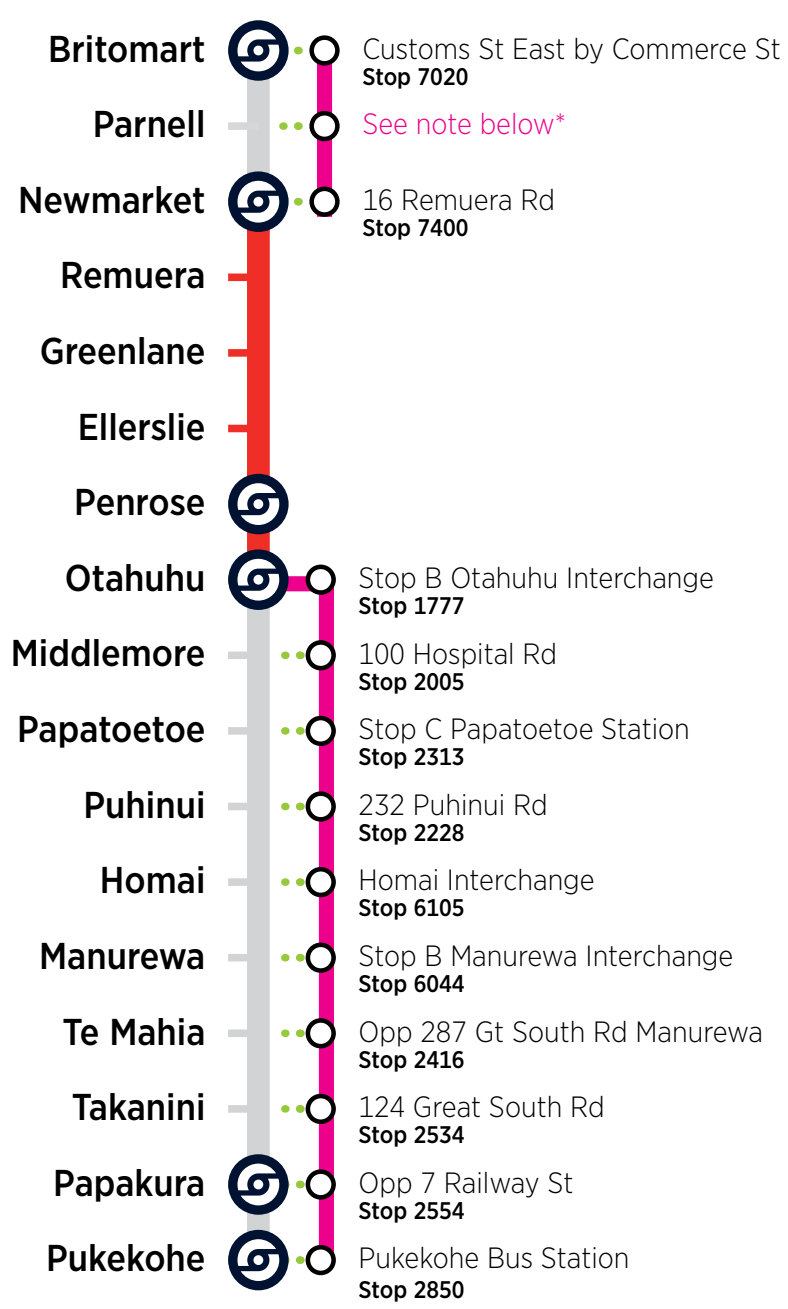 Britomart
Customs St East by Commerce St
Stop 7020
Parnell
See note below*
Newmarket
16 Remuera Rd
Stop 7400
Remuera
Greenlane
Ellerslie
Penrose
Otahuhu
Stop B Otahuhu Interchange
Stop 1777
Middlemore
100 Hospital Rd
Stop 2005
Papatoetoe
Stop C Papatoetoe Station
Stop 2313
Puhinui
232 Puhinui Rd
Stop 2228
Homai
Homai Interchange
Stop 6105
Manurewa
Stop B Manurewa Interchange
Stop 6044
Te Mahia
Opp 287 Gt South Rd Manurewa
Stop 2416
Takanini
124 Great South Rd
Stop 2534
Papakura
Opp 7 Railway St
Stop 2554
Pukekohe
Pukekohe Bus Station
Stop 2850